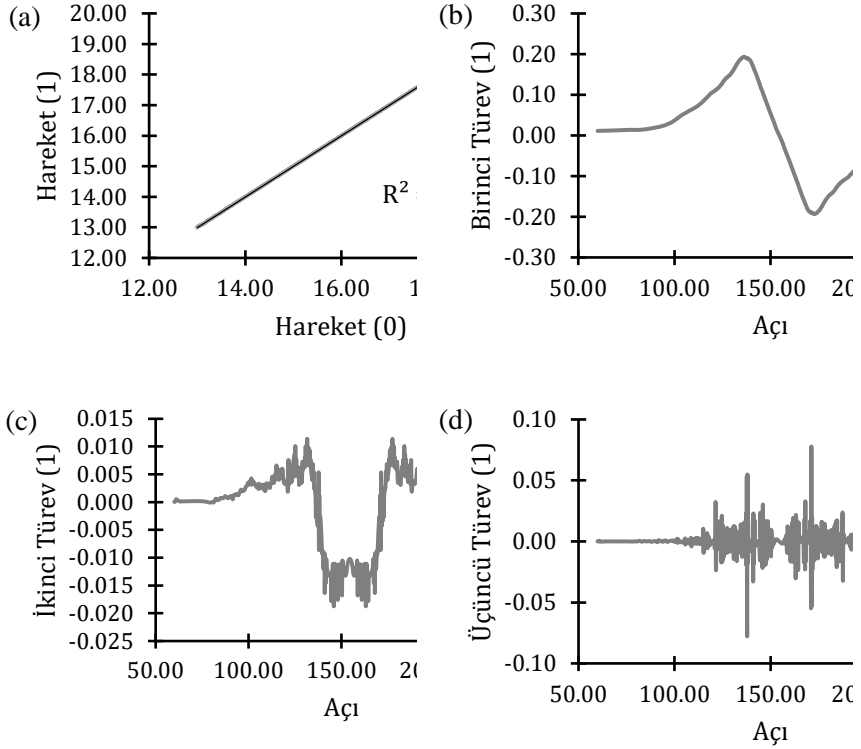 (a)
20.00
19.00
18.00
17.00
16.00
15.00
14.00
13.00
12.00
Hareket (1)
R²
12.00 14.00 16.00
Hareket (0)
(b)
0.30
0.20
0.10
0.00
-0.10
-0.20
-0.30
Birinci Türev (1)
50.00 100.00 150.00
Açı
(c)
0.015
0.010
0.005
0.000
-0.005
-0.010
-0.015
-0.020
-0.025
İkinci Türev (1)
50.00 100.00 150.00
Açı
(d)
0.10
0.05
0.00
-0.05
-0.10
Üçüncü Türev (1)
50.00 100.00 150.00
Açı